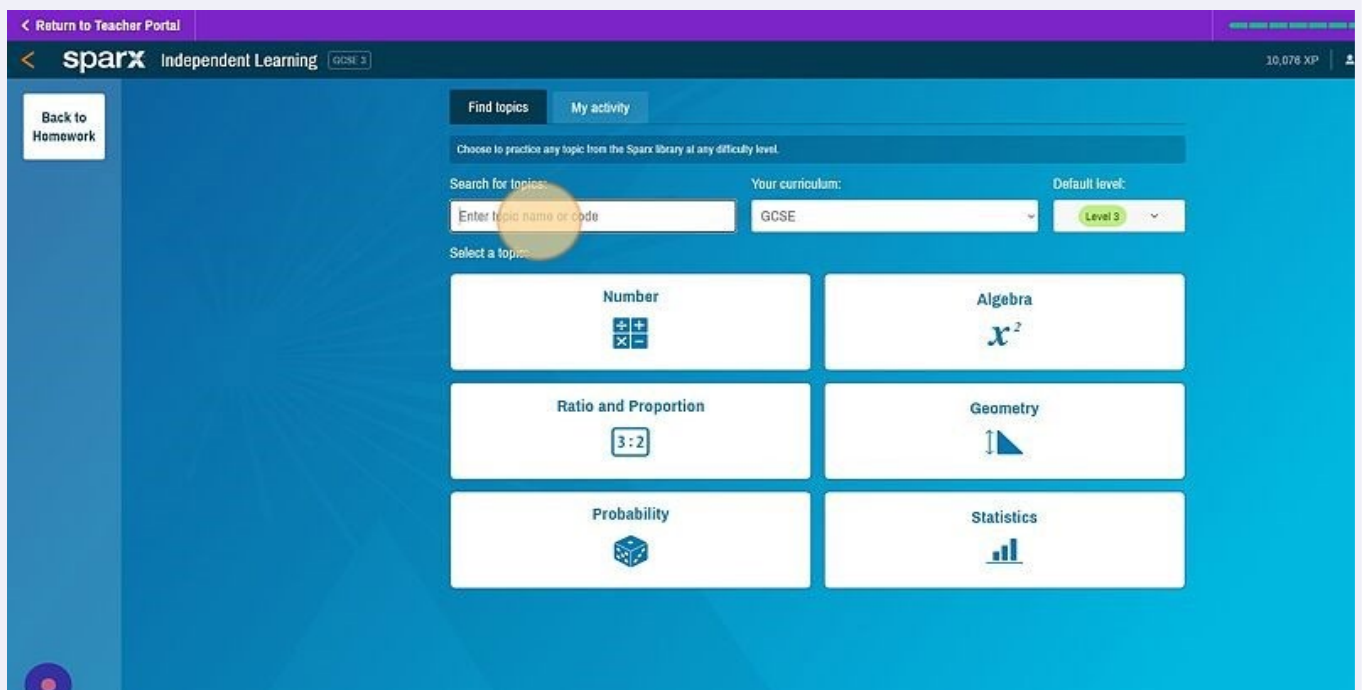 < Return to Teacher Portal
< sparx Independent Learning GCSE 3
10,076 XP
Back to
Homework
Find topics My activity
Choose to practice any topic from the Sparx library at any difficulty level.
Search for topics: Your curriculum: Default level:
Enter topic name or code GCSE Level 3
Select a topic:
Number Algebra
x²
Ratio and Proportion Geometry
3:2
Probability Statistics